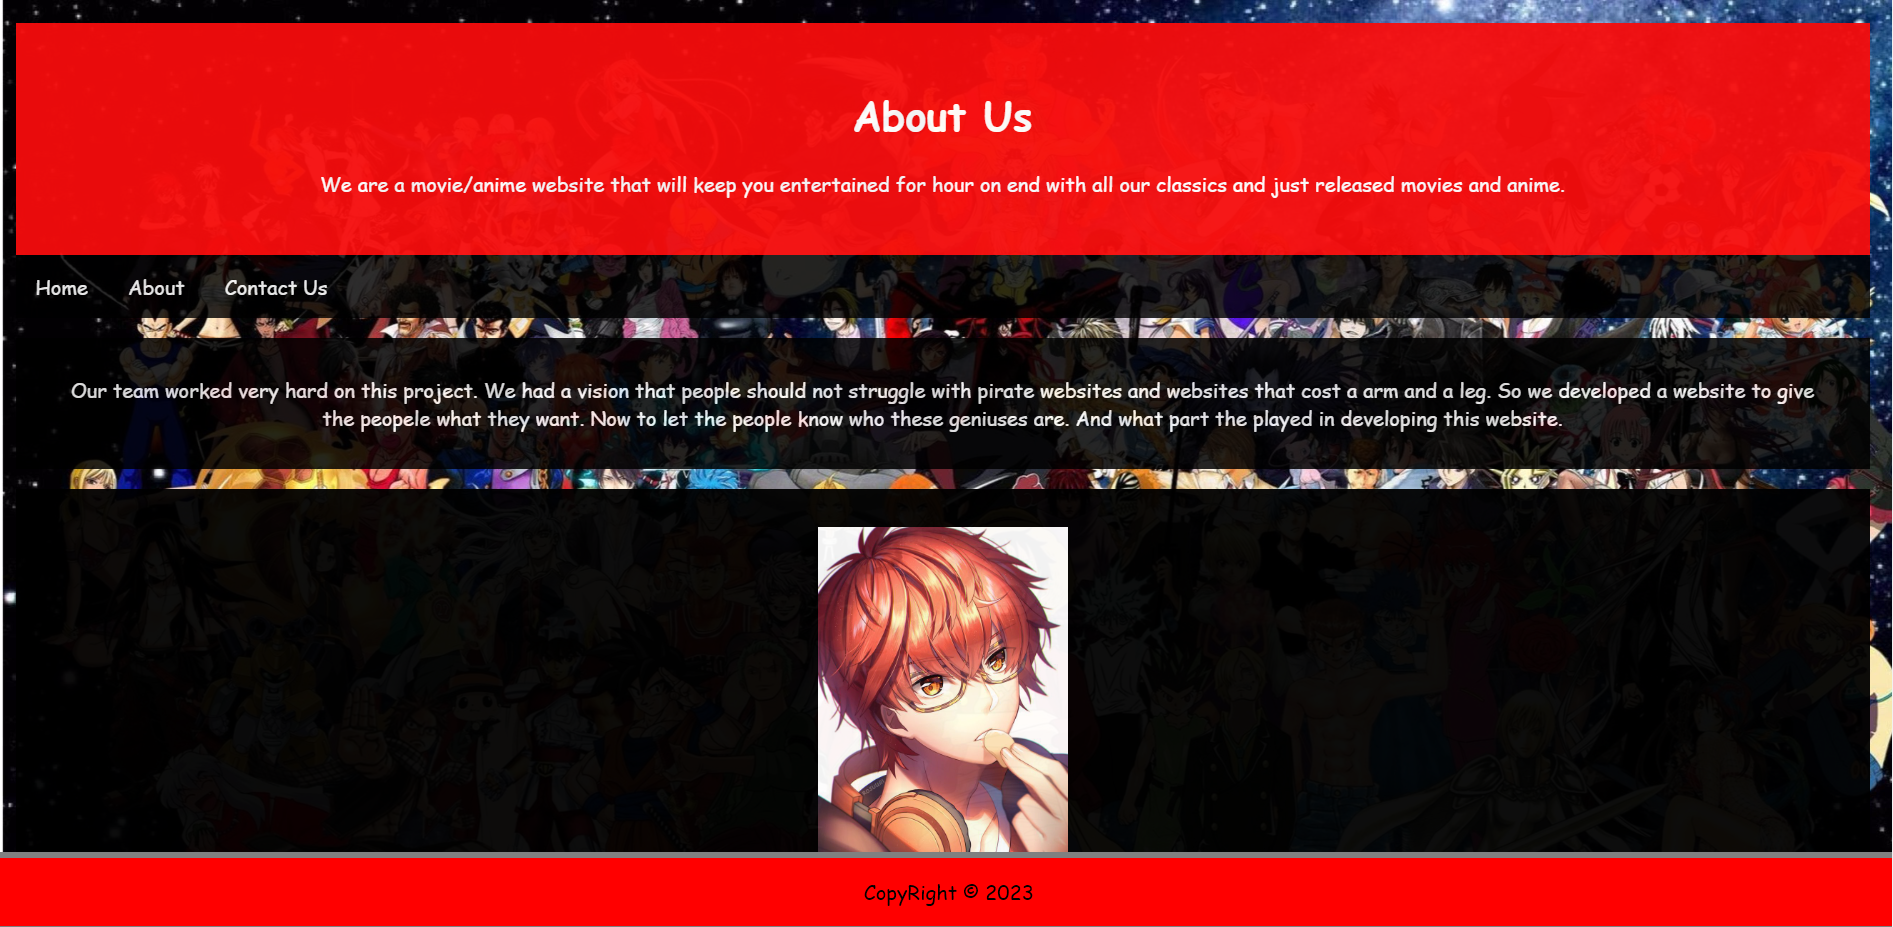 About Us
We are a movie/anime website that will keep you entertained for hour on end with all our classics and just released movies and anime.
Home About Contact Us
Our team worked very hard on this project. We had a vision that people should not struggle with pirate websites and websites that cost a arm and a leg. So we developed a website to give
the peopele what they want. Now to let the people know who these geniuses are. And what part the played in developing this website.
CopyRight © 2023